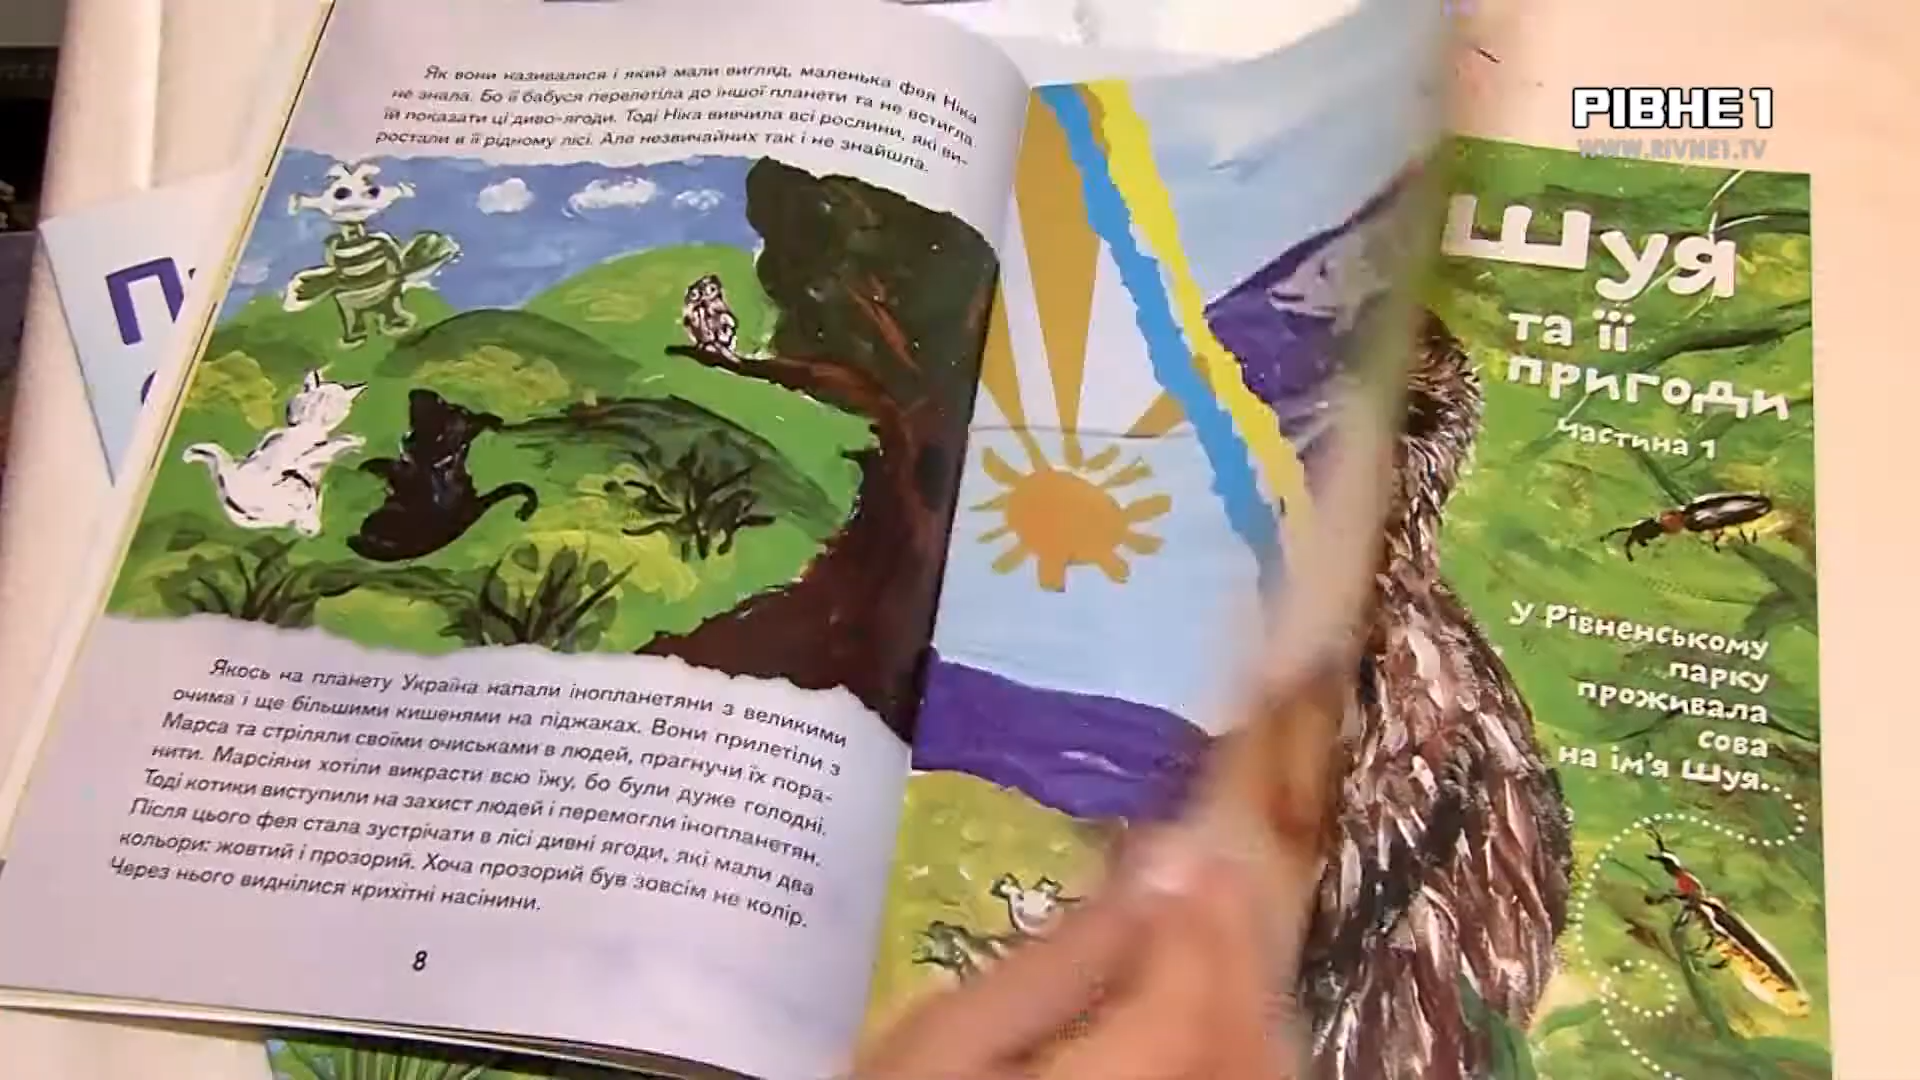 Як вони називалися і який мали вигляд, маленька фея Ніка
не знала. Бо її бабуся перелетіла до іншої планети та не встигла
їй показати ці диво-ягоди. Тоді Ніка вивчила всі рослини, які ви-
ростали в її рідному лісі. Але незвичайних так і не знайшла.
Якось на планету Україна напали інопланетяни з великими
очима і ще більшими кишенями на піджаках. Вони прилетіли з
Марса та стріляли своїми очиськами в людей, прагнучи їх пора-
нити. Марсіяни хотіли викрасти всю їжу, бо були дуже голодні.
Тоді котики виступили на захист людей і перемогли інопланетян.
Після цього фея стала зустрічати в лісі дивні ягоди, які мали два
кольори: жовтий і прозорий. Хоча прозорий був зовсім не колір.
Через нього виднілися крихітні насінини.
8
РІВНЕ 1
WWW.RIVNE1.TV
Шуя
та її
пригоди
частина 1
у Рівненському
парку
проживала
сова
на ім'я Шуя...